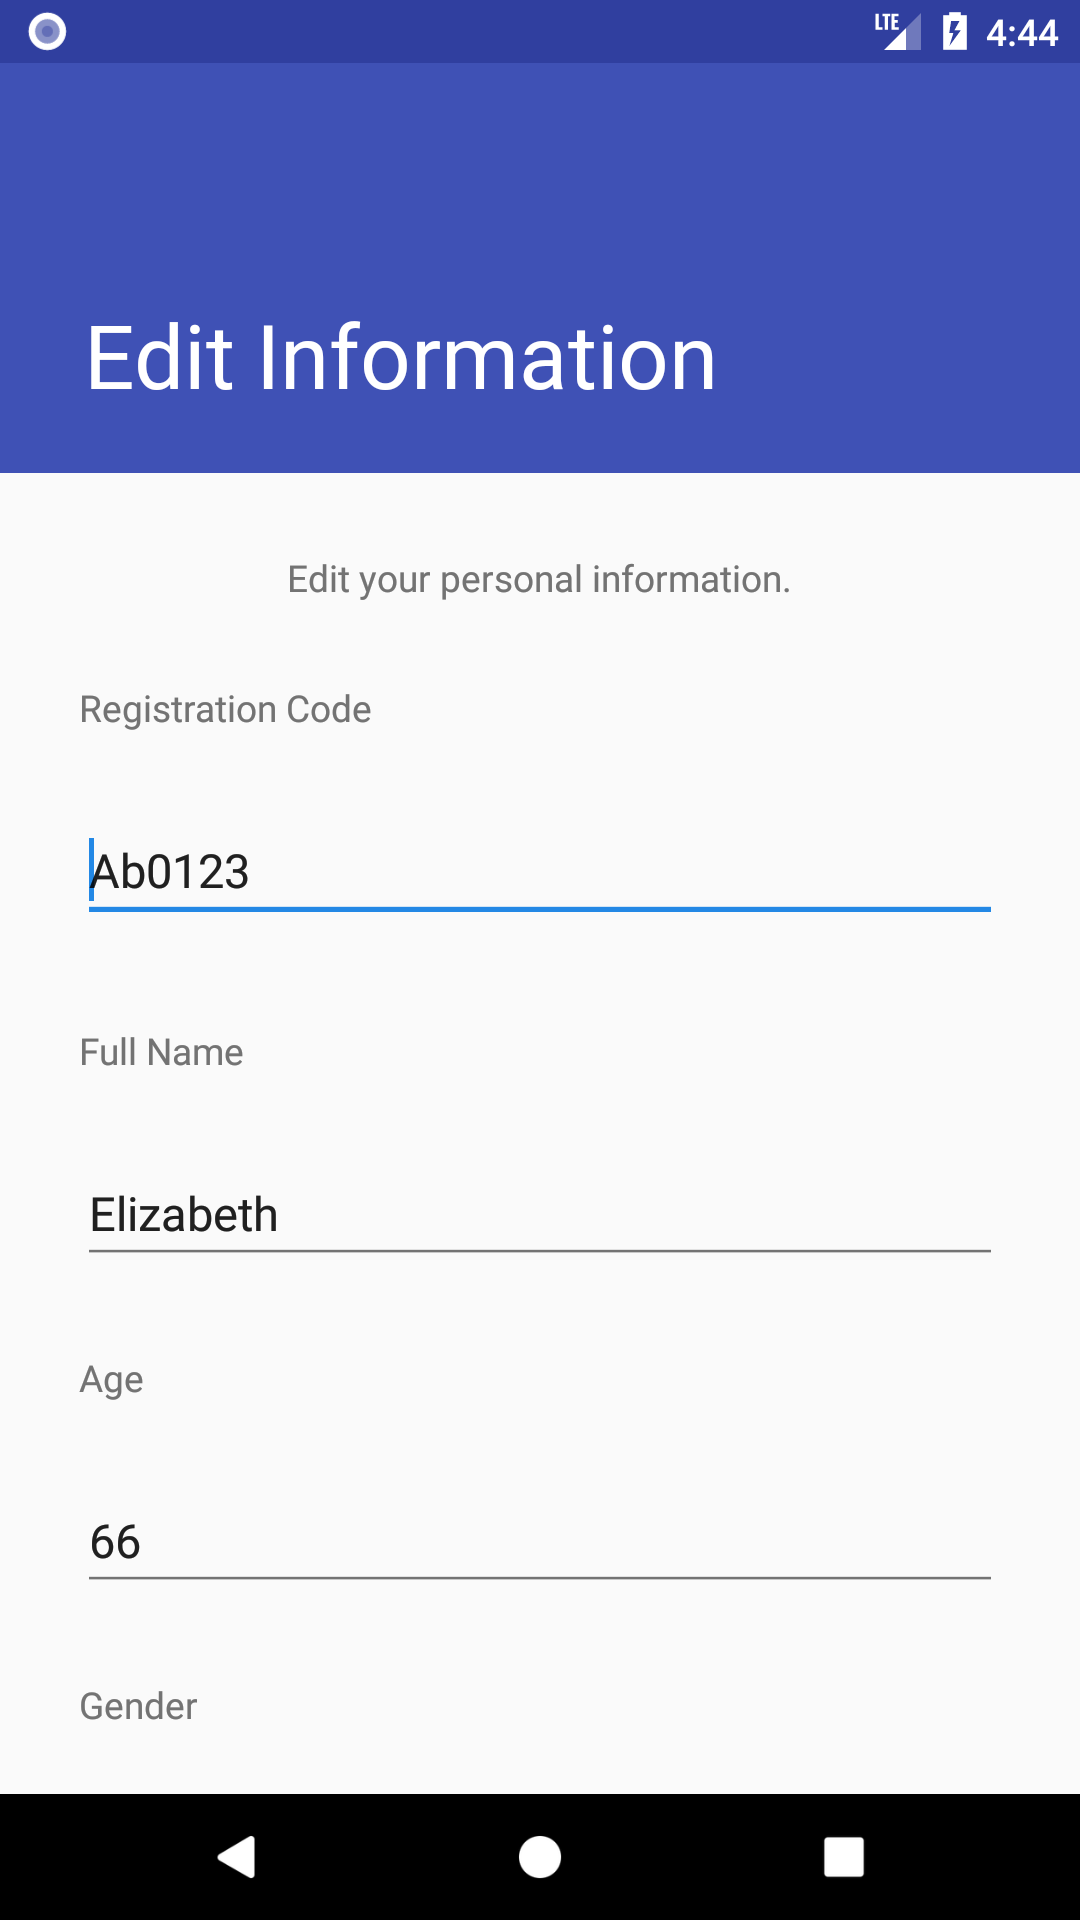 LTE 4:44
Edit Information
Edit your personal information.
Registration Code
Ab0123
Full Name
Elizabeth
Age
66
Gender